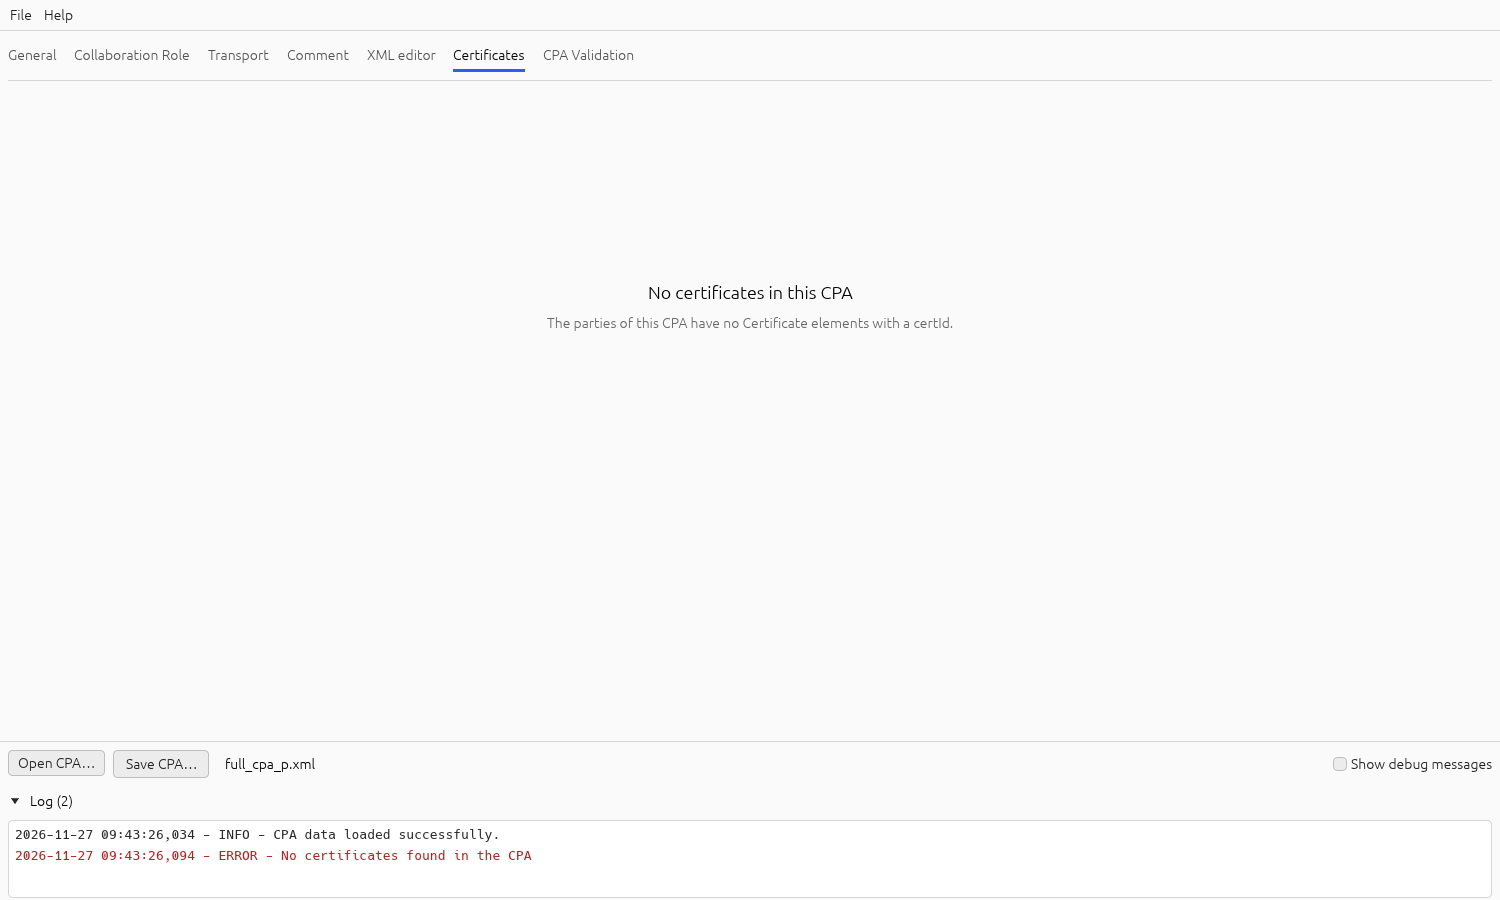 File Help
General Collaboration Role Transport Comment XML editor Certificates CPA Validation
No certificates in this CPA
The parties of this CPA have no Certificate elements with a certId.
Open CPA... Save CPA... full_cpa_p.xml Show debug messages
Log (2)
2026-11-27 09:43:26,034 - INFO - CPA data loaded successfully.
2026-11-27 09:43:26,094 - ERROR - No certificates found in the CPA